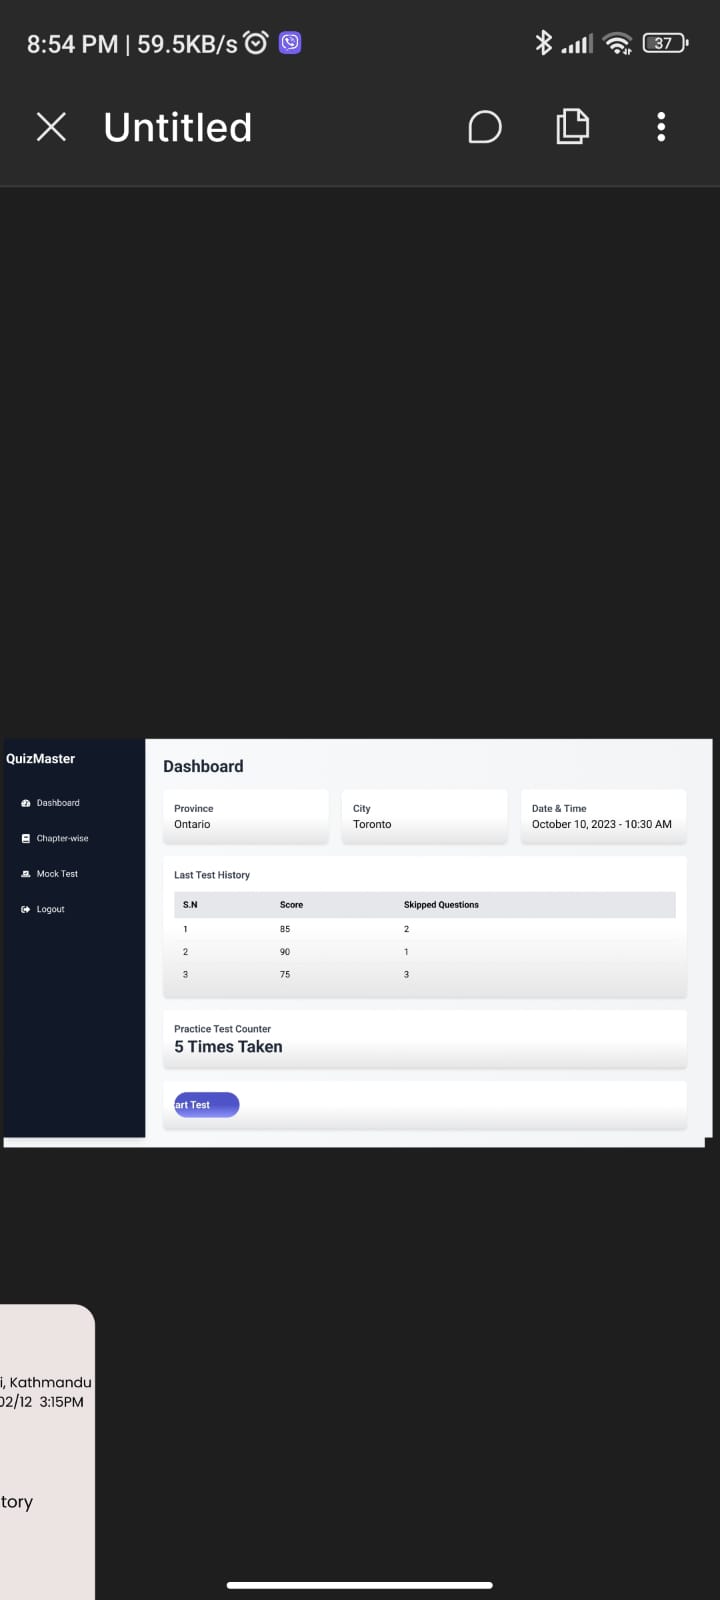 8:54 PM | 59.5KB/s
37
Untitled
QuizMaster
Dashboard
Chapter-wise
Mock Test
Logout
Dashboard
Province
Ontario
City
Toronto
Date & Time
October 10, 2023 - 10:30 AM
Last Test History
S.N Score Skipped Questions
1 85 2
2 90 1
3 75 3
Practice Test Counter
5 Times Taken
art Test
i, Kathmandu
02/12 3:15PM
tory